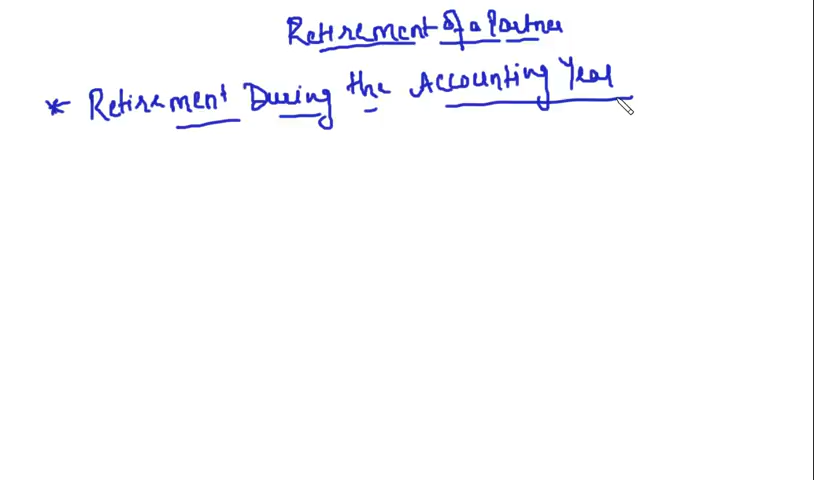 Retirement of a Partner
* Retirement During the Accounting Year